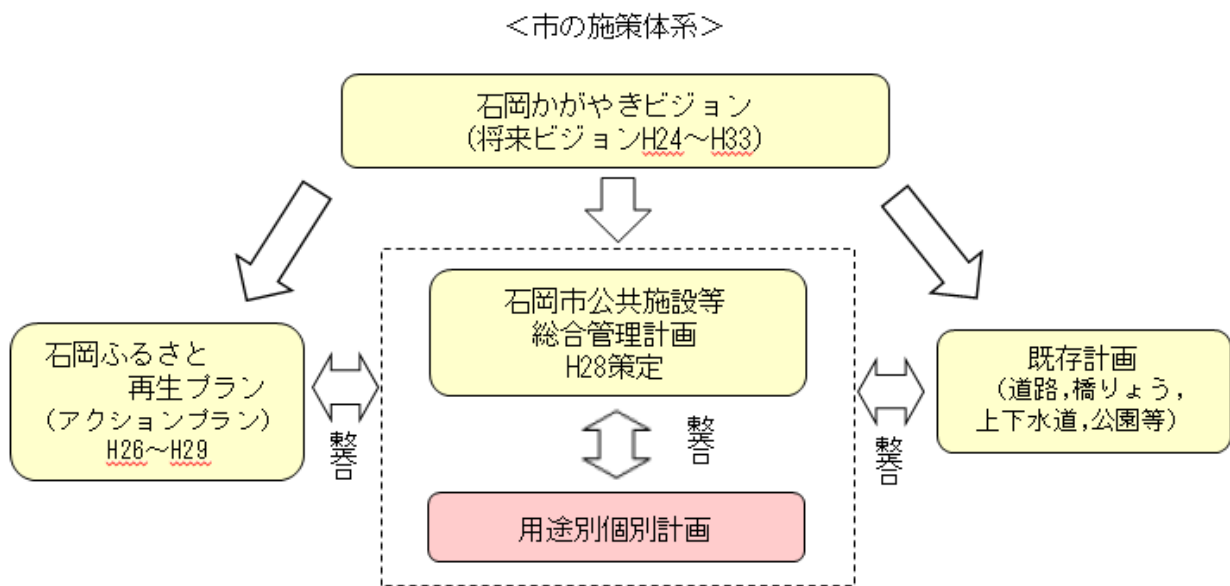 ＜市の施策体系＞
石岡かがやきビジョン
(将来ビジョンH24～H33)
石岡市公共施設等
総合管理計画
H28策定
石岡ふるさと
再生プラン
(アクションプラン)
H26～H29
整合
整合
整合
既存計画
(道路,橋りょう,
上下水道,公園等)
用途別個別計画